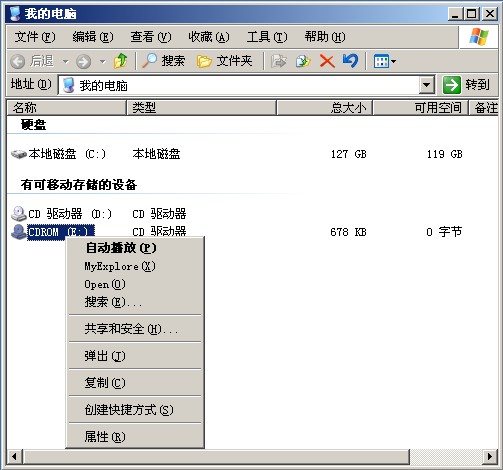 我的电脑
文件(F) 编辑(E) 查看(V) 收藏(A) 工具(T) 帮助(H)
后退 搜索 文件夹
地址(D) 我的电脑 转到
名称 类型 总大小 可用空间 备注
硬盘
本地磁盘 (C:) 本地磁盘 127 GB 119 GB
有可移动存储的设备
CD 驱动器 (D:) CD 驱动器
CDROM (E:) CD 驱动器 678 KB 0 字节
自动播放(P)
MyExplore(X)
Open(O)
搜索(E)...
共享和安全(H)...
弹出(J)
复制(C)
创建快捷方式(S)
属性(R)